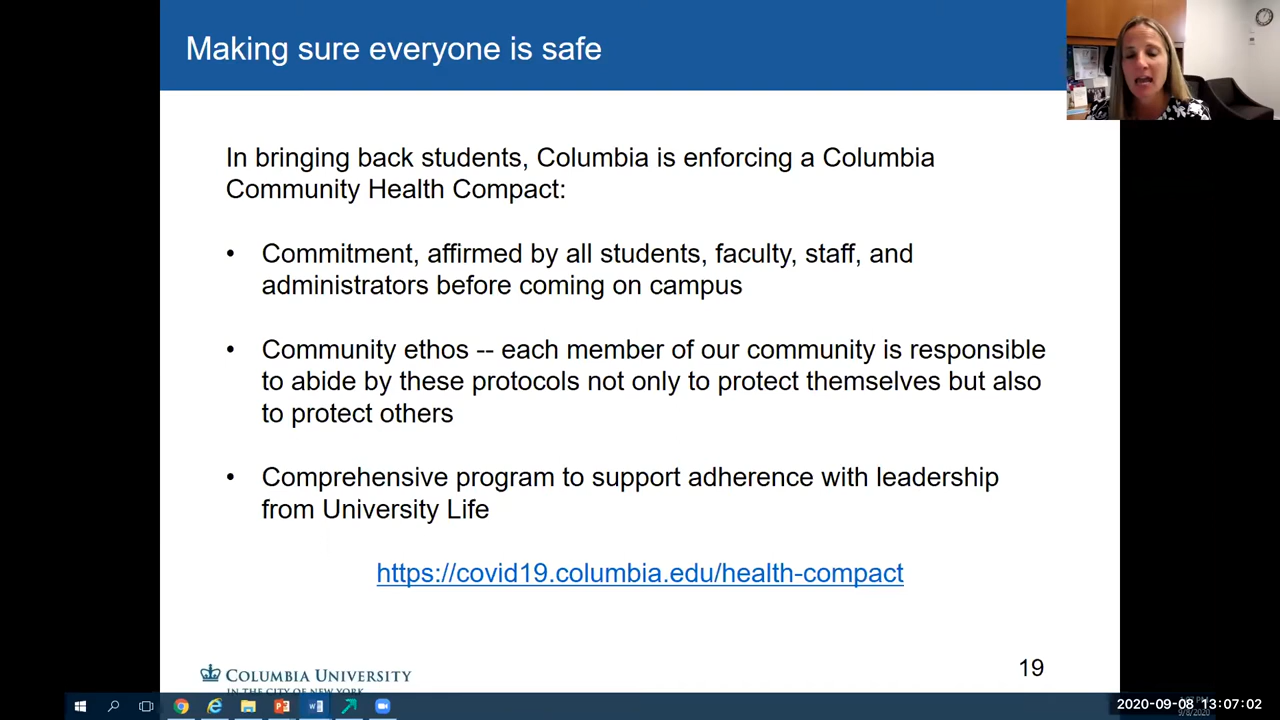 Making sure everyone is safe
In bringing back students, Columbia is enforcing a Columbia
Community Health Compact:
• Commitment, affirmed by all students, faculty, staff, and
administrators before coming on campus
• Community ethos -- each member of our community is responsible
to abide by these protocols not only to protect themselves but also
to protect others
• Comprehensive program to support adherence with leadership
from University Life
https://covid19.columbia.edu/health-compact
COLUMBIA UNIVERSITY
IN THE CITY OF NEW YORK
19
2020-09-08 13:07:02